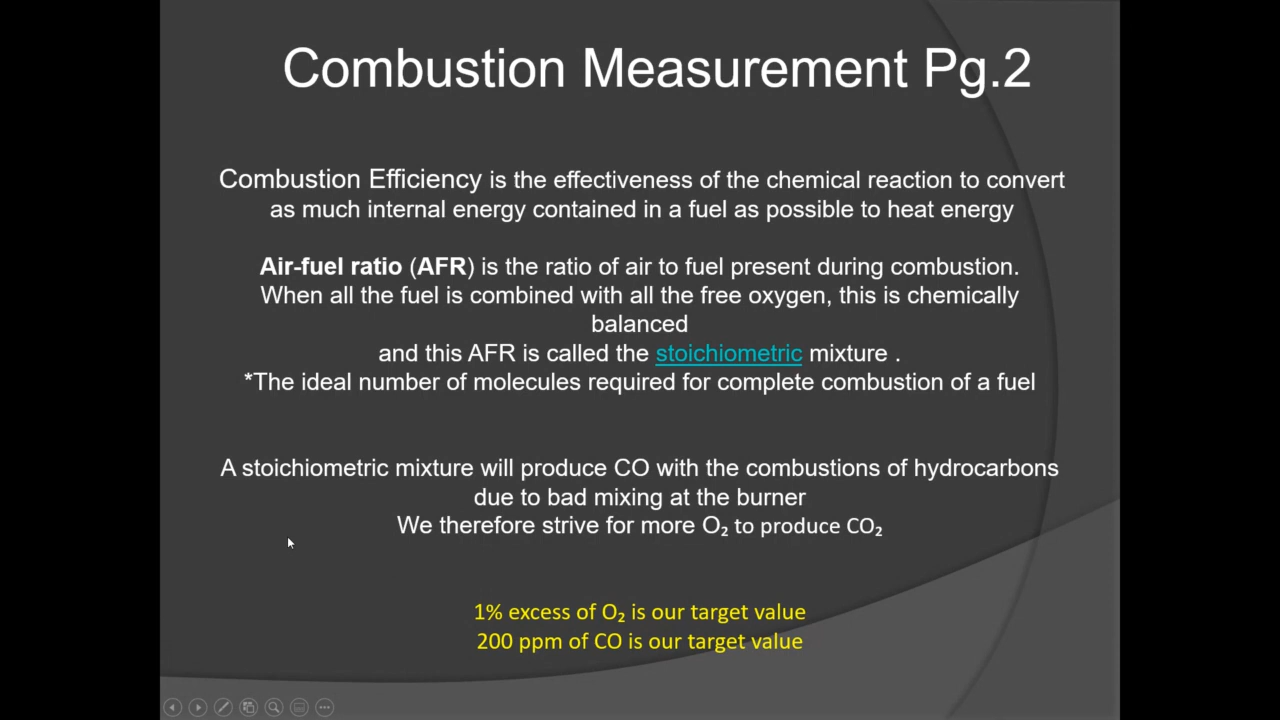 Combustion Measurement Pg.2
Combustion Efficiency is the effectiveness of the chemical reaction to convert
as much internal energy contained in a fuel as possible to heat energy
Air-fuel ratio (AFR) is the ratio of air to fuel present during combustion.
When all the fuel is combined with all the free oxygen, this is chemically
balanced
and this AFR is called the stoichiometric mixture .
*The ideal number of molecules required for complete combustion of a fuel
A stoichiometric mixture will produce CO with the combustions of hydrocarbons
due to bad mixing at the burner
We therefore strive for more O₂ to produce CO₂
1% excess of O₂ is our target value
200 ppm of CO is our target value